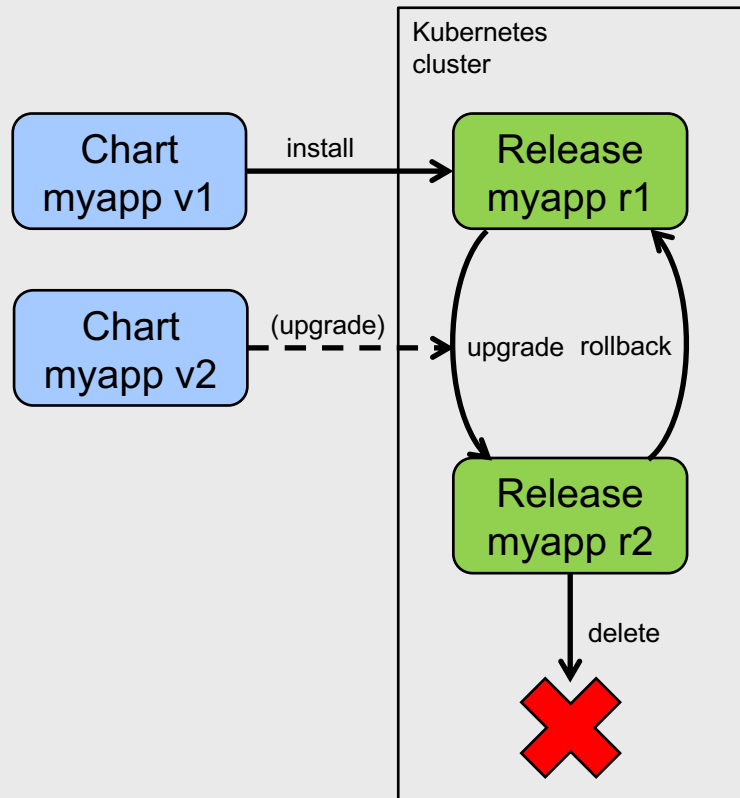 Kubernetes
cluster
Chart
myapp v1
install
Release
myapp r1
Chart
myapp v2
(upgrade)
upgrade
rollback
Release
myapp r2
delete